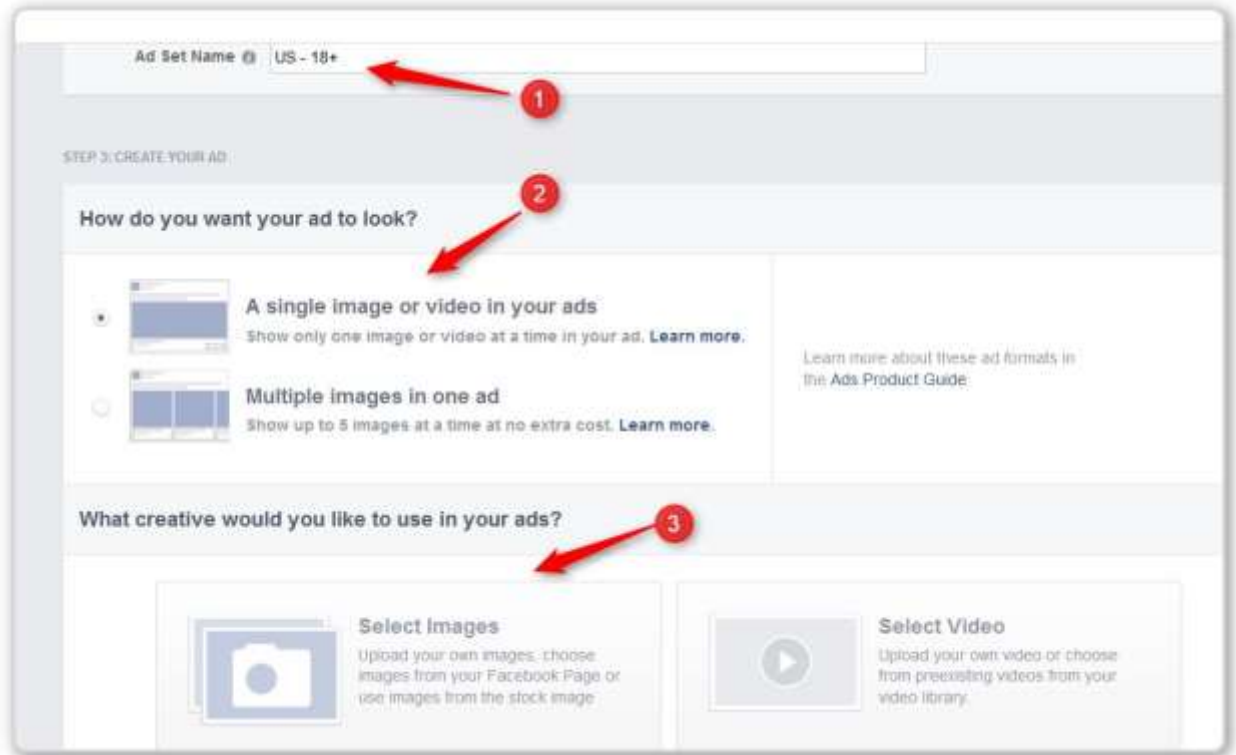 Ad Set Name
US - 18+
1
STEP 3: CREATE YOUR AD
2
How do you want your ad to look?
A single image or video in your ads
Show only one image or video at a time in your ad. Learn more.
Multiple images in one ad
Show up to 5 images at a time at no extra cost. Learn more.
Learn more about these ad formats in
the Ads Product Guide
What creative would you like to use in your ads?
3
Select Images
Upload your own images, choose
images from your Facebook Page or
use images from the stock image
Select Video
Upload your own video or choose
from preexisting videos from your
video library.